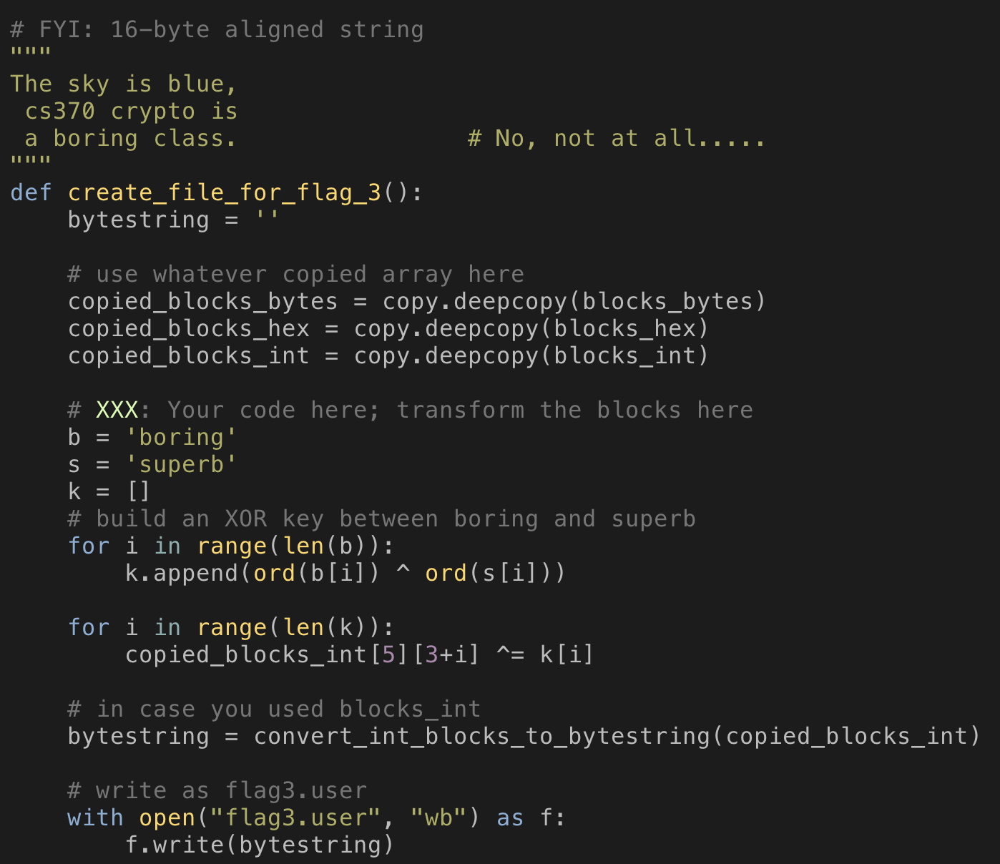 # FYI: 16-byte aligned string
"""
The sky is blue,
 cs370 crypto is
 a boring class.                # No, not at all.....
"""
def create_file_for_flag_3():
    bytestring = ''

    # use whatever copied array here
    copied_blocks_bytes = copy.deepcopy(blocks_bytes)
    copied_blocks_hex = copy.deepcopy(blocks_hex)
    copied_blocks_int = copy.deepcopy(blocks_int)

    # XXX: Your code here; transform the blocks here
    b = 'boring'
    s = 'superb'
    k = []
    # build an XOR key between boring and superb
    for i in range(len(b)):
        k.append(ord(b[i]) ^ ord(s[i]))

    for i in range(len(k)):
        copied_blocks_int[5][3+i] ^= k[i]

    # in case you used blocks_int
    bytestring = convert_int_blocks_to_bytestring(copied_blocks_int)

    # write as flag3.user
    with open("flag3.user", "wb") as f:
        f.write(bytestring)